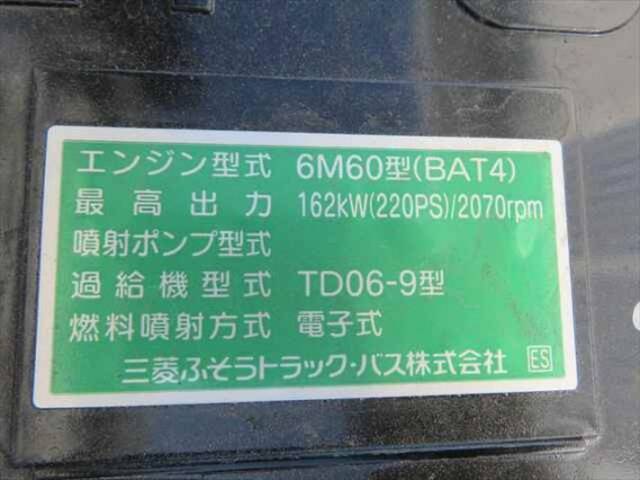 エンジン型式 6M60型(BAT4)
最高出力 162kW(220PS)/2070rpm
噴射ポンプ型式
過給機型式 TD06-9型
燃料噴射方式 電子式
三菱ふそうトラック・バス株式会社 ES